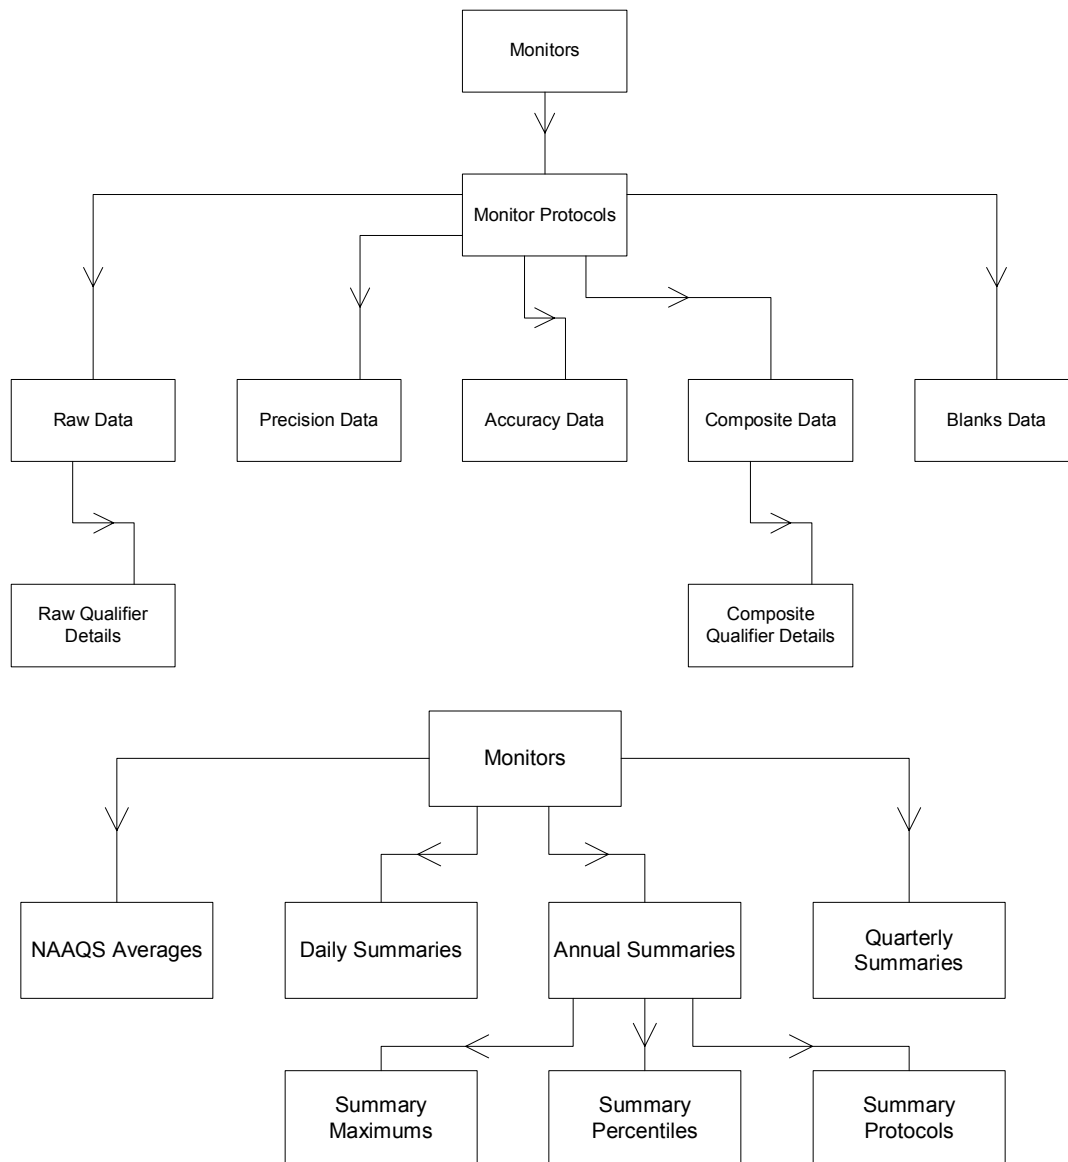 Monitors
Monitor Protocols
Raw Data
Precision Data
Accuracy Data
Composite Data
Blanks Data
Raw Qualifier
Details
Composite
Qualifier Details
Monitors
NAAQS Averages
Daily Summaries
Annual Summaries
Quarterly
Summaries
Summary
Maximums
Summary
Percentiles
Summary
Protocols